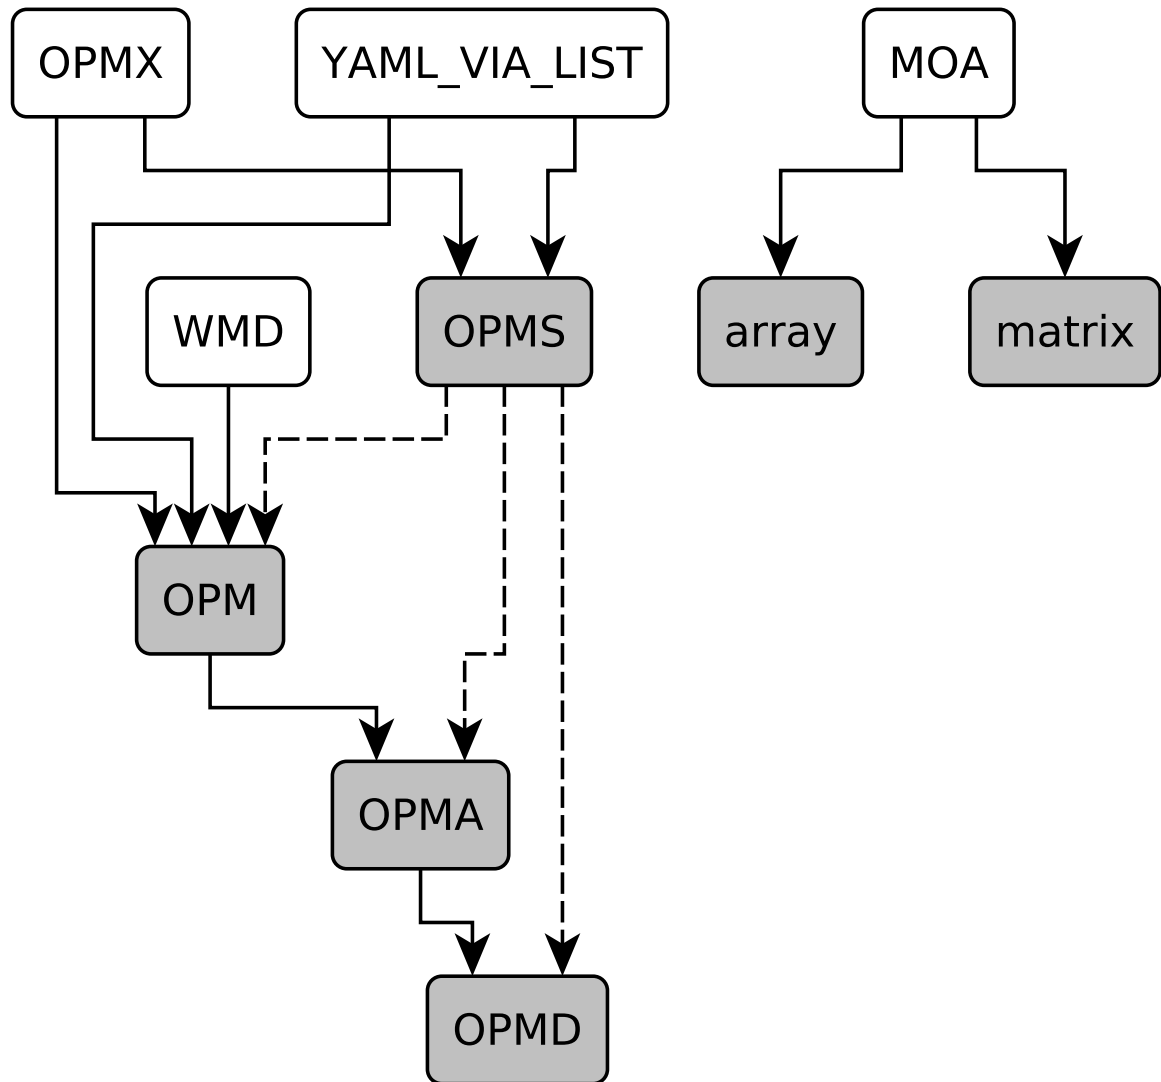 OPMX
YAML_VIA_LIST
MOA
WMD
OPMS
array
matrix
OPM
OPMA
OPMD